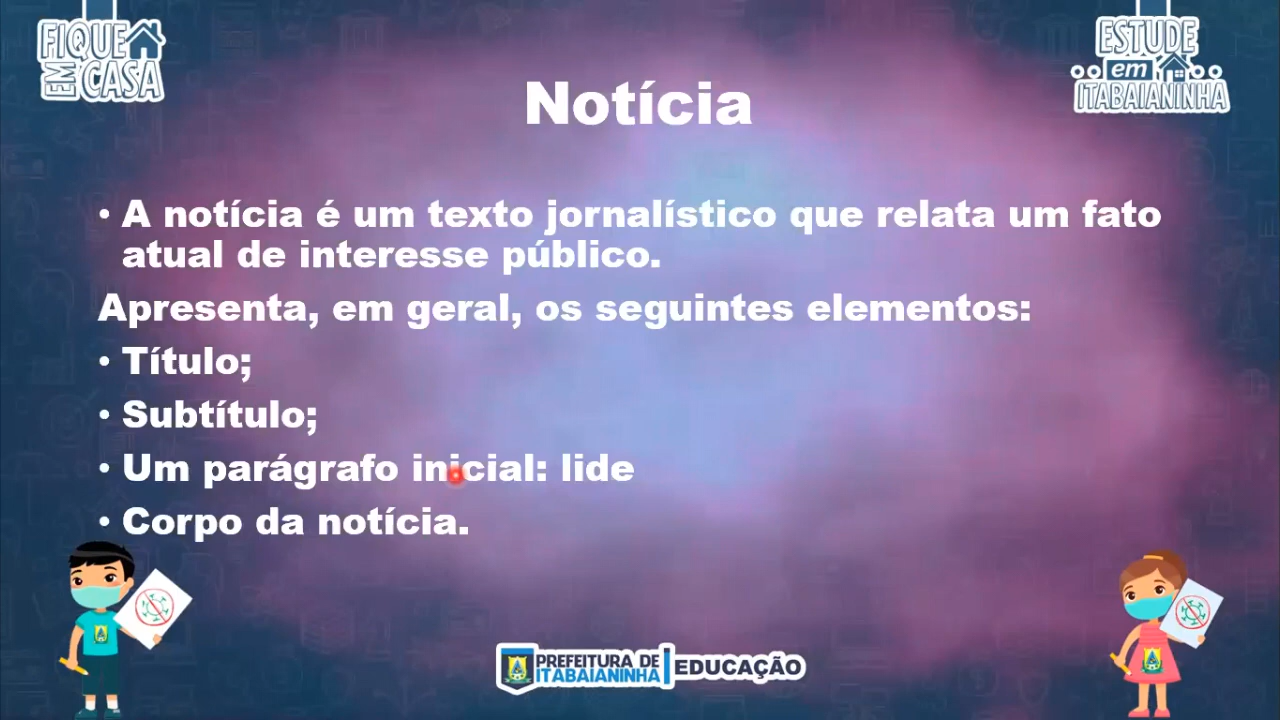 FIQUE
EM CASA
ESTUDE
em
ITABAIANINHA
Notícia
• A notícia é um texto jornalístico que relata um fato
atual de interesse público.
Apresenta, em geral, os seguintes elementos:
• Título;
• Subtítulo;
• Um parágrafo inicial: lide
• Corpo da notícia.
PREFEITURA DE
ITABAIANINHA
EDUCAÇÃO